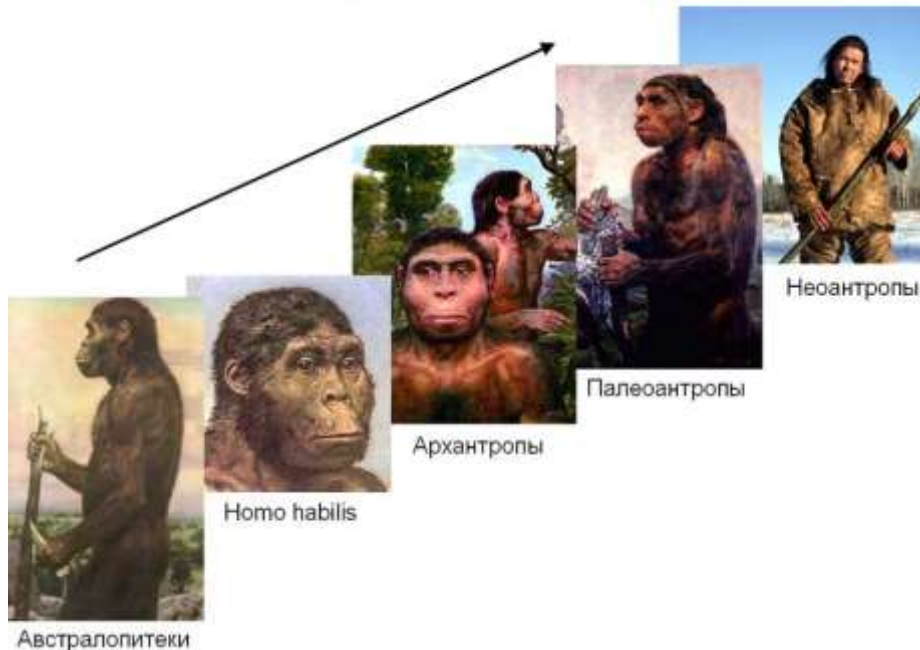 Неоантропы
Палеоантропы
Архантропы
Homo habilis
Австралопитеки